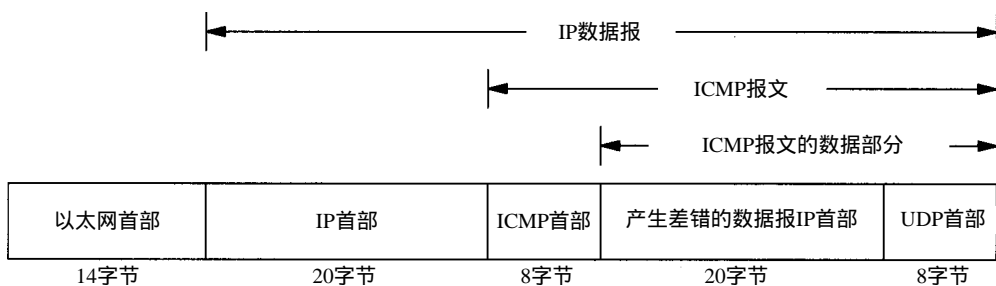 IP数据报
ICMP报文
ICMP报文的数据部分
以太网首部 IP首部 ICMP首部 产生差错的数据报IP首部 UDP首部
14字节 20字节 8字节 20字节 8字节